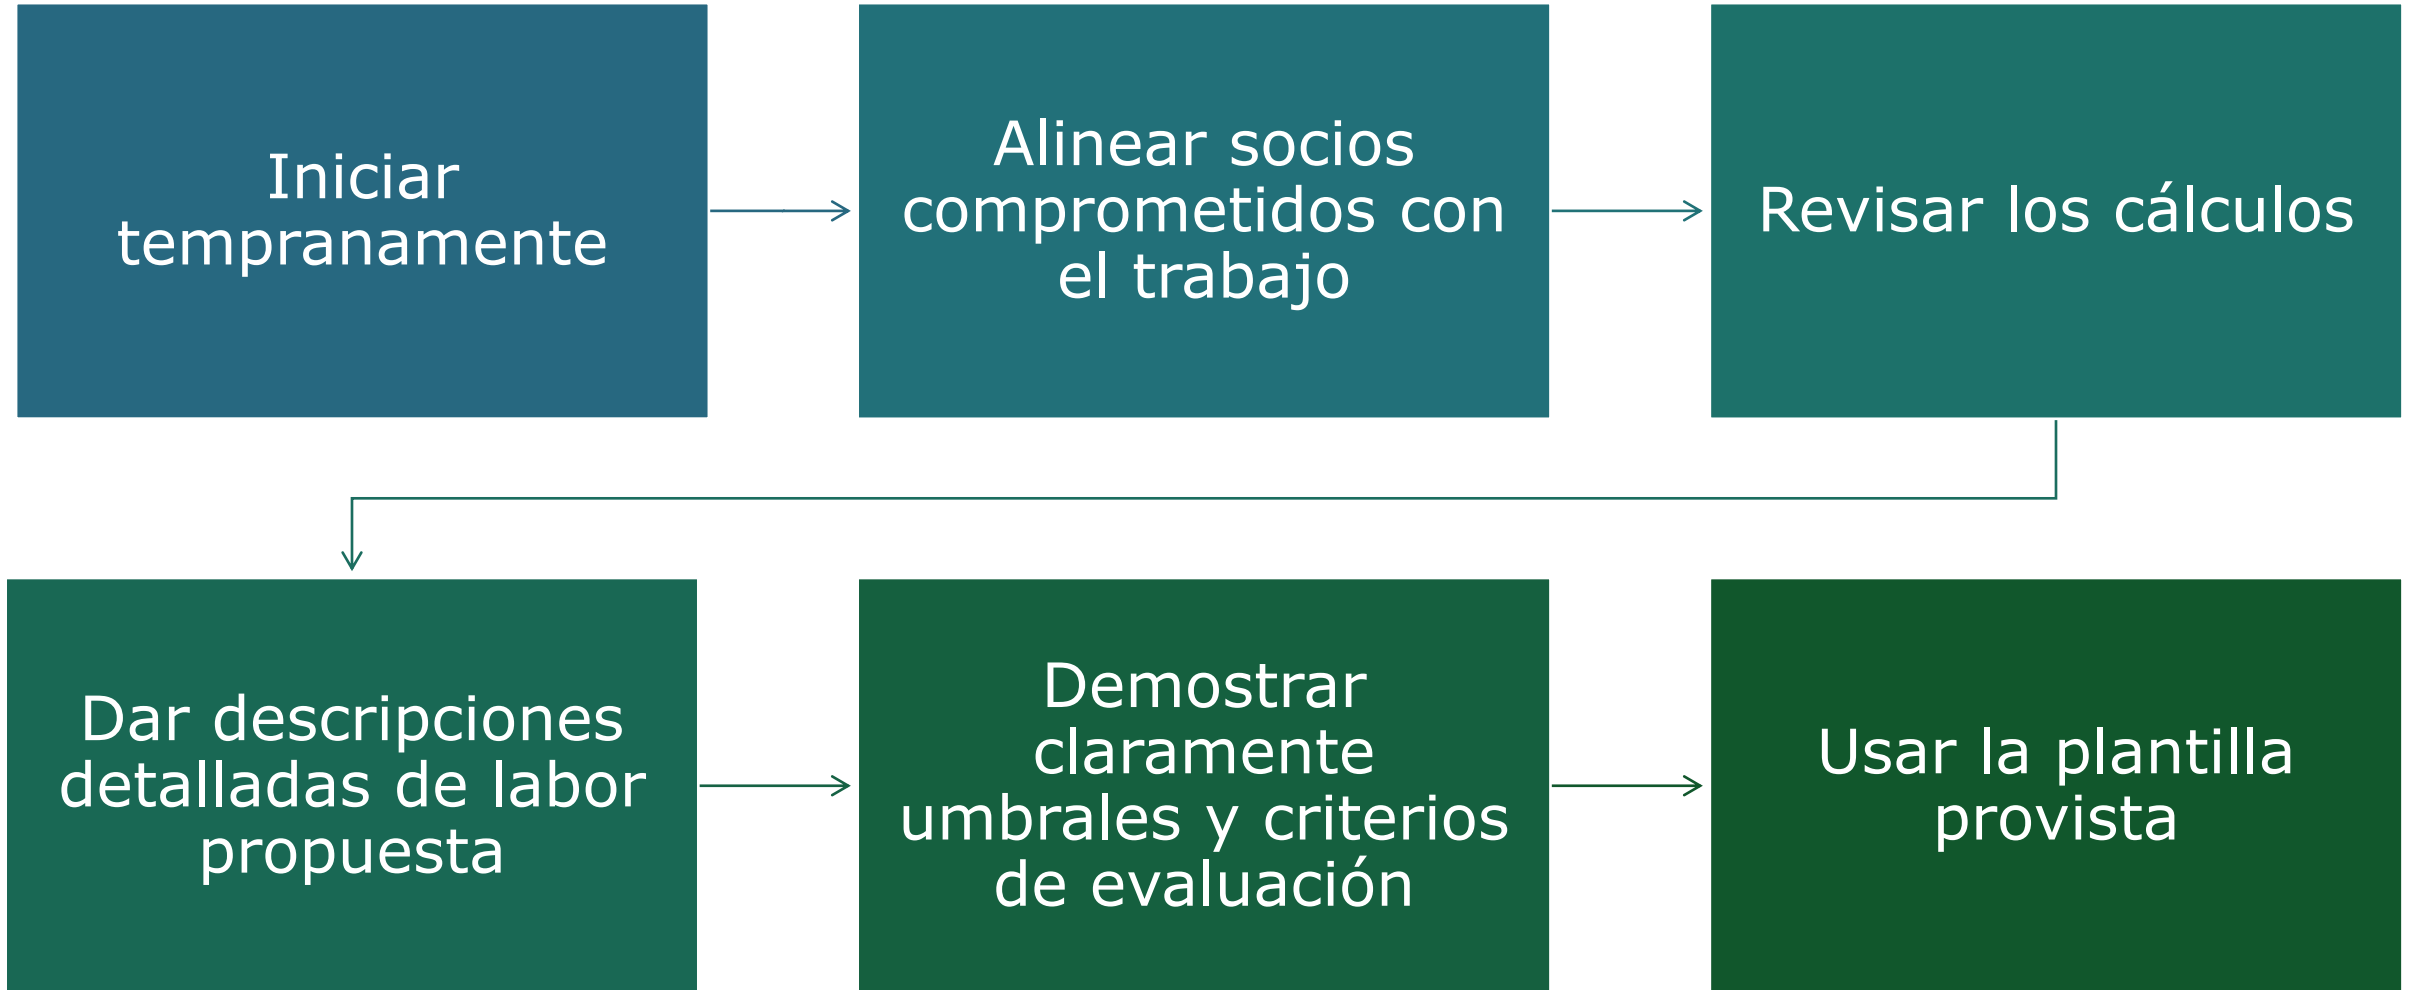 Iniciar
tempranamente
Alinear socios
comprometidos con
el trabajo
Revisar los cálculos
Dar descripciones
detalladas de labor
propuesta
Demostrar
claramente
umbrales y criterios
de evaluación
Usar la plantilla
provista